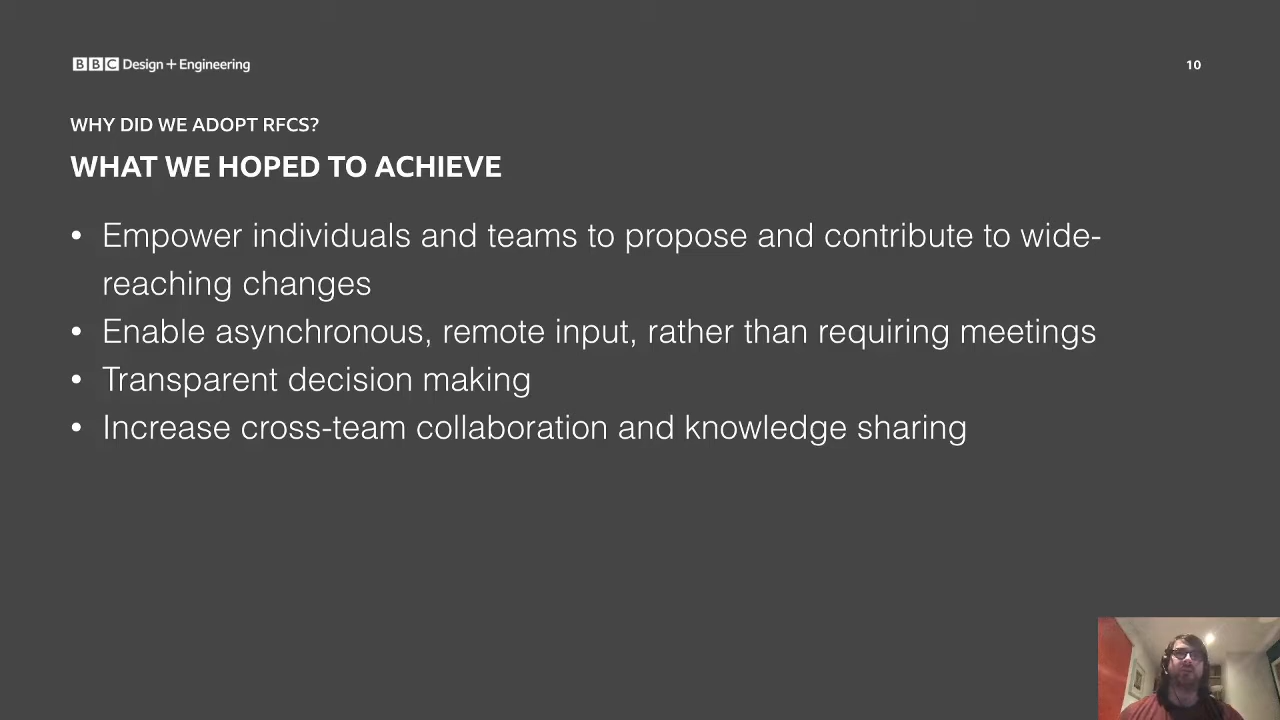 BBC Design + Engineering
10
WHY DID WE ADOPT RFCS?
WHAT WE HOPED TO ACHIEVE
• Empower individuals and teams to propose and contribute to wide-
reaching changes
• Enable asynchronous, remote input, rather than requiring meetings
• Transparent decision making
• Increase cross-team collaboration and knowledge sharing